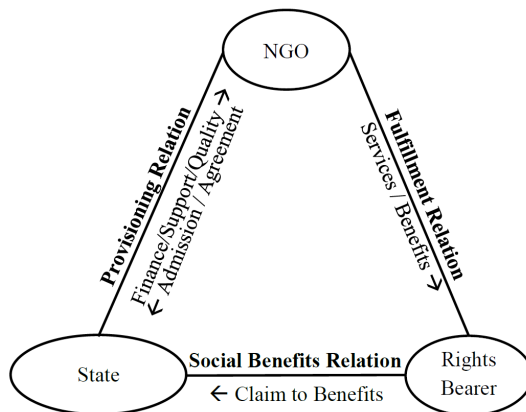 NGO
Provisioning Relation
Finance/Support/Quality →
← Admission / Agreement
Fulfillment Relation
Services / Benefits →
State
Social Benefits Relation
← Claim to Benefits
Rights
Bearer